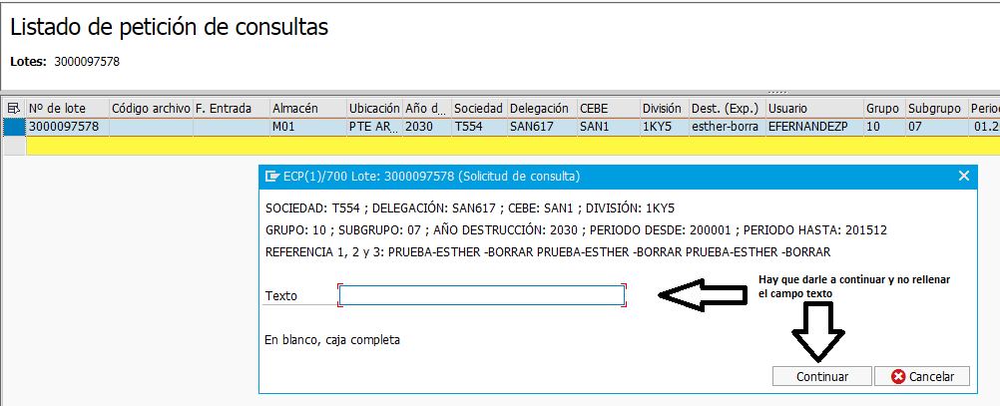 Listado de petición de consultas
Lotes: 3000097578
Nº de lote Código archivo F. Entrada Almacén Ubicación Año d... Sociedad Delegación CEBE División Dest. (Exp.) Usuario Grupo Subgrupo Period
3000097578 M01 PTE AR... 2030 T554 SAN617 SAN1 1KY5 esther-borra EFERNANDEZP 10 07 01.2
ECP(1)/700 Lote: 3000097578 (Solicitud de consulta)
SOCIEDAD: T554 ; DELEGACIÓN: SAN617 ; CEBE: SAN1 ; DIVISIÓN: 1KY5
GRUPO: 10 ; SUBGRUPO: 07 ; AÑO DESTRUCCIÓN: 2030 ; PERIODO DESDE: 200001 ; PERIODO HASTA: 201512
REFERENCIA 1, 2 y 3: PRUEBA-ESTHER -BORRAR PRUEBA-ESTHER -BORRAR PRUEBA-ESTHER -BORRAR
Hay que darle a continuar y no rellenar
el campo texto
Texto
En blanco, caja completa
Continuar Cancelar